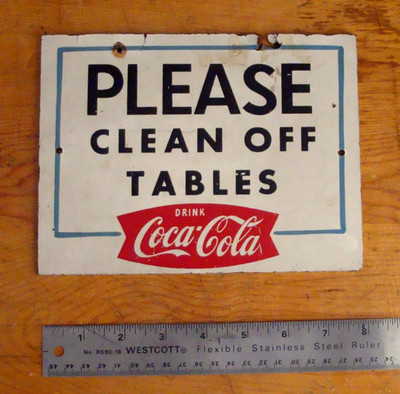 PLEASE
CLEAN OFF
TABLES
DRINK
Coca-Cola
1 2 3 4 5 6 7 8
No R590-18 WESTCOTT® Flexible Stainless Steel Ruler